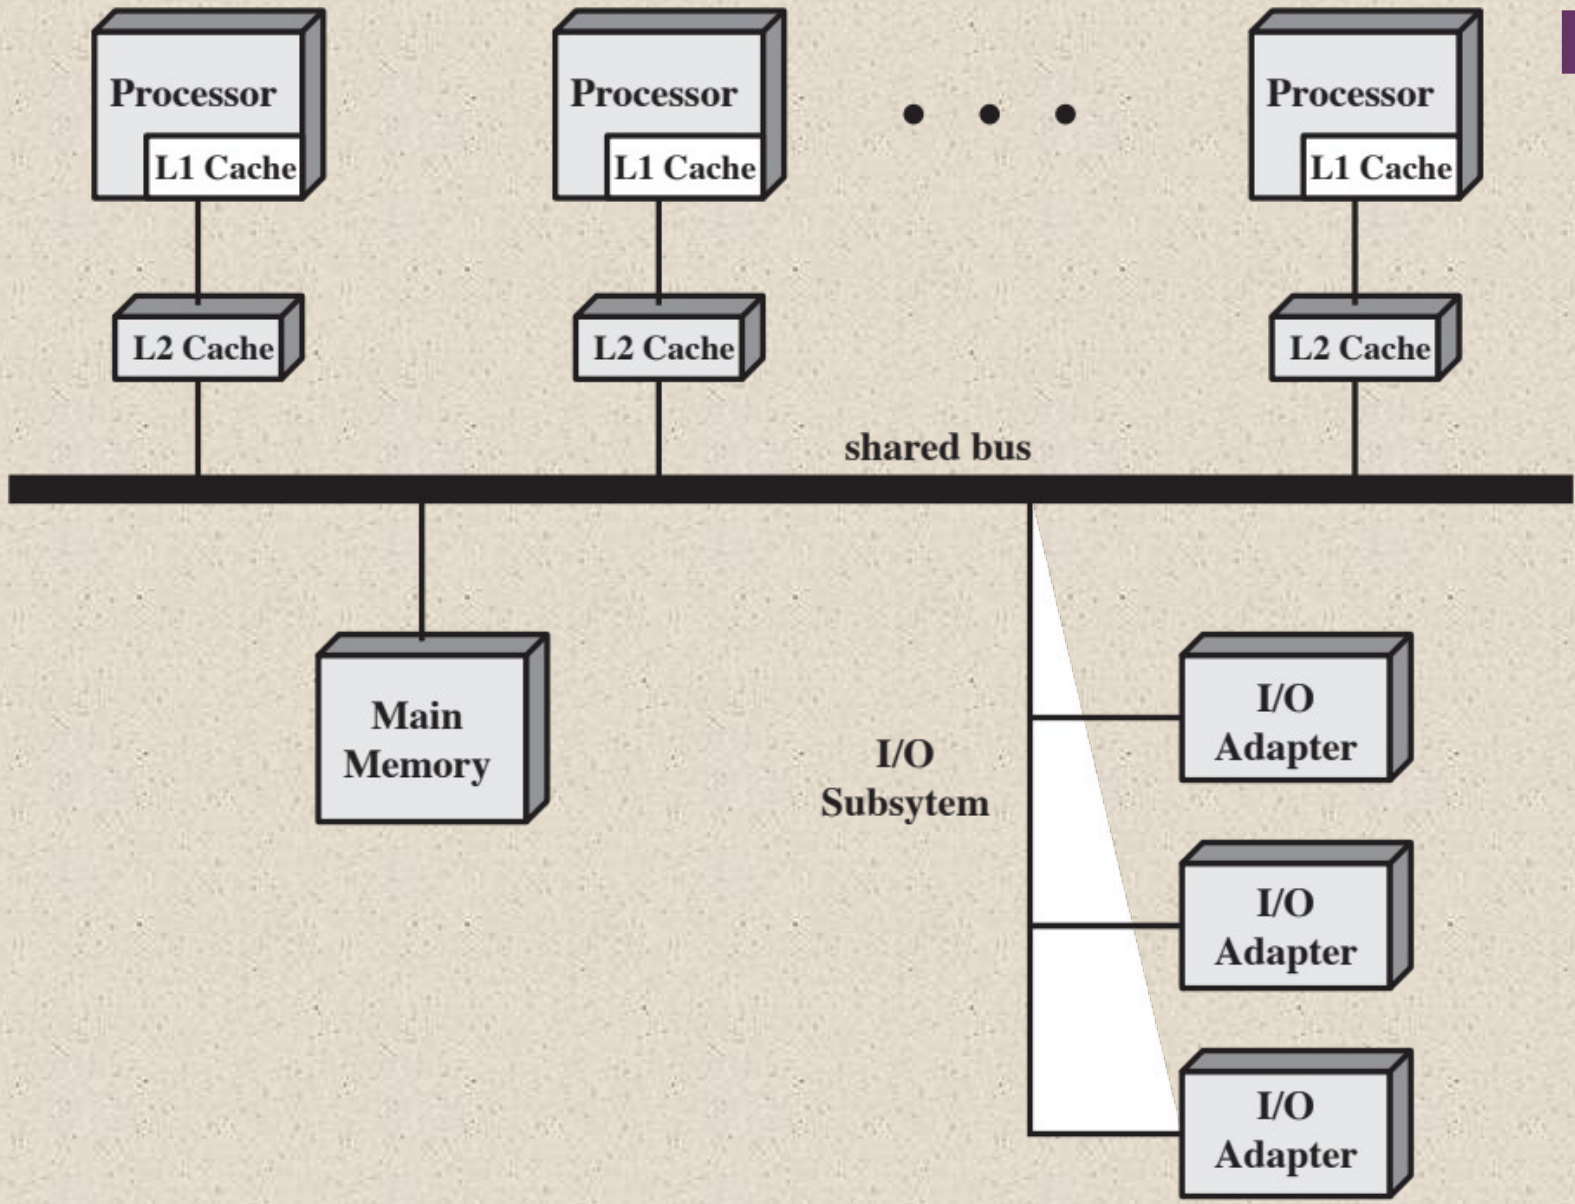 Processor
L1 Cache
Processor
L1 Cache
Processor
L1 Cache
L2 Cache
L2 Cache
L2 Cache
shared bus
Main
Memory
I/O
Subsytem
I/O
Adapter
I/O
Adapter
I/O
Adapter